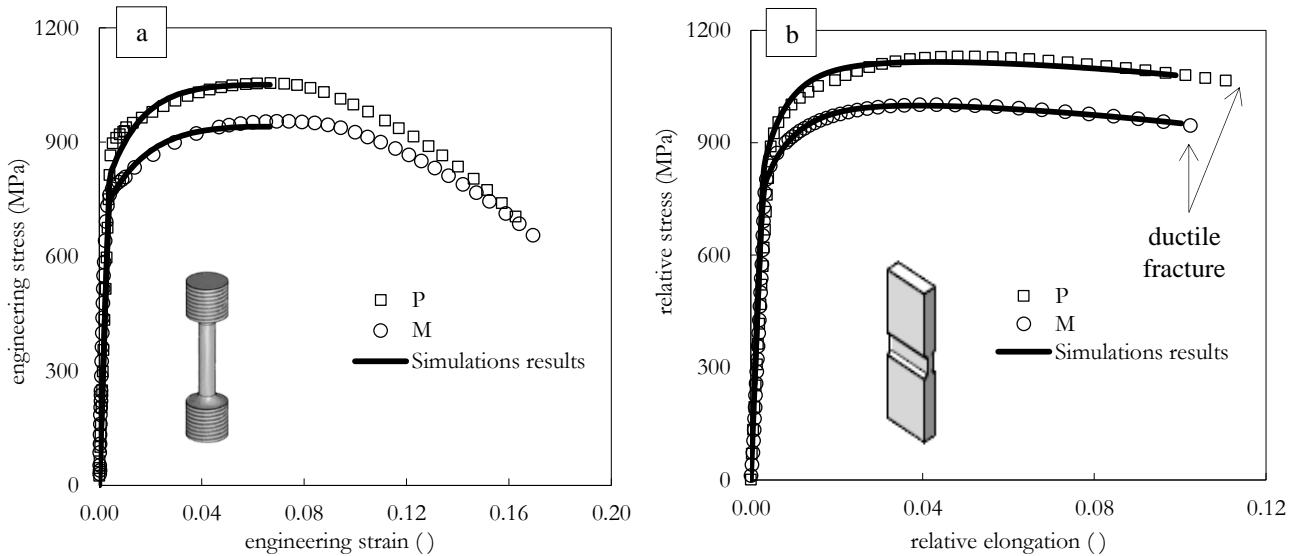 a
1200
900
600
300
0
engineering stress (MPa)
P
M
Simulations results
0.00 0.04 0.08 0.12 0.16 0.20
engineering strain ( )
b
1200
900
600
300
0
relative stress (MPa)
ductile
fracture
P
M
Simulations results
0.00 0.04 0.08 0.12
relative elongation ( )